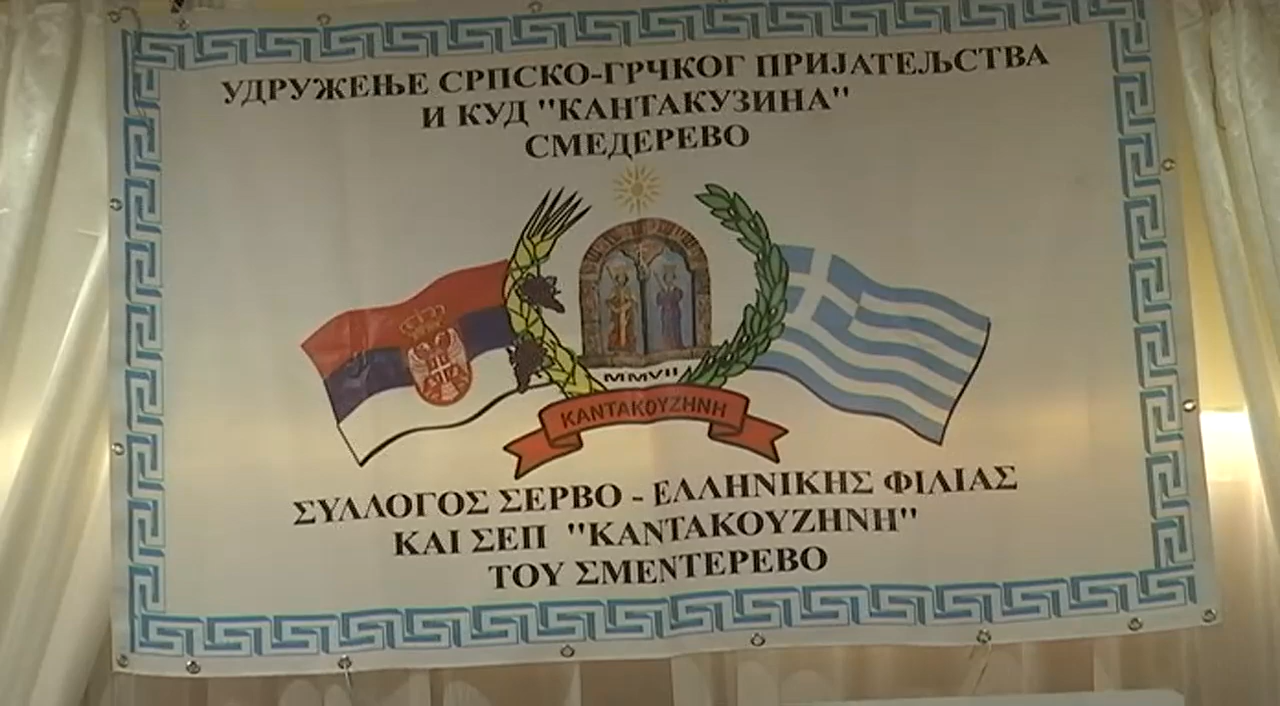 УДРУЖЕЊЕ СРПСКО-ГРЧКОГ ПРИЈАТЕЉСТВА
И КУД "КАНТАКУЗИНА"
СМЕДЕРЕВО
MMVII
ΚΑΝΤΑΚΟΥΖΗΝΗ
ΣΥΛΛΟΓΟΣ ΣΕΡΒΟ - ΕΛΛΗΝΙΚΗΣ ΦΙΛΙΑΣ
ΚΑΙ ΣΕΠ "ΚΑΝΤΑΚΟΥΖΗΝΗ"
ΤΟΥ ΣΜΕΝΤΕΡΕΒΟ